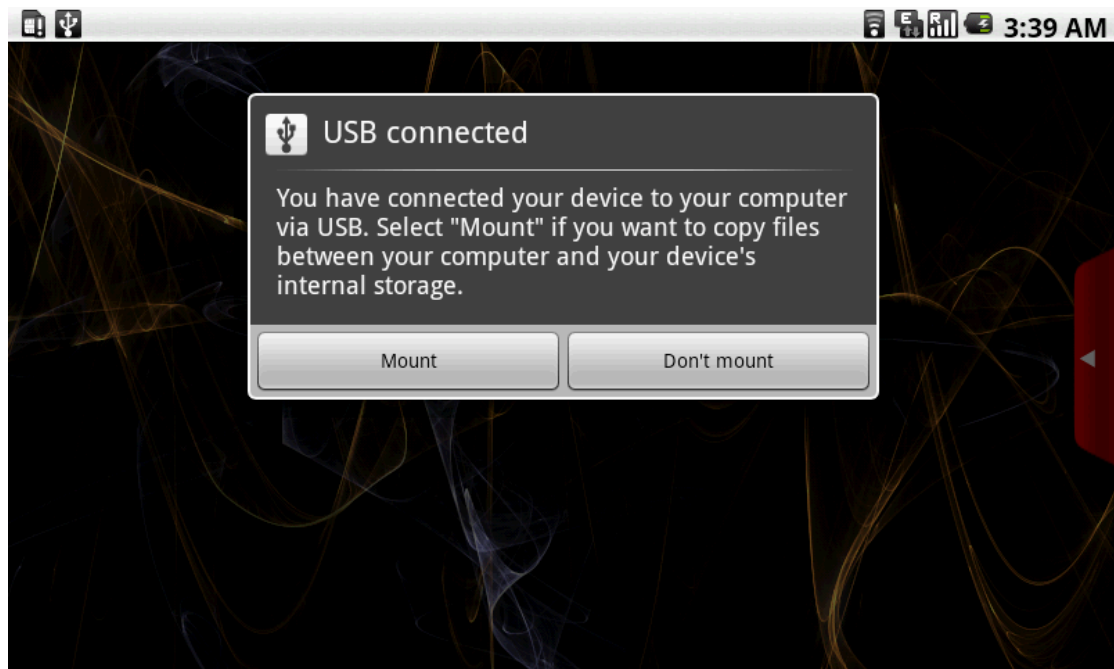 E R 3:39 AM
USB connected
You have connected your device to your computer
via USB. Select "Mount" if you want to copy files
between your computer and your device's
internal storage.
Mount Don't mount